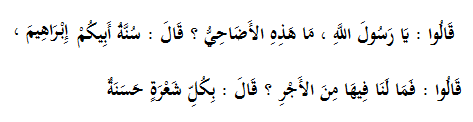 قَالُوا : يَا رَسُولَ اللَّهِ ، مَا هَذِهِ الأَضَاحِيُّ ؟ قَالَ : سُنَّةُ أَبِيكُمْ إِبْرَاهِيمَ ،
قَالُوا : فَمَا لَنَا فِيهَا مِنَ الأَجْرِ ؟ قَالَ : بِكُلِّ شَعْرَةٍ حَسَنَةٌ